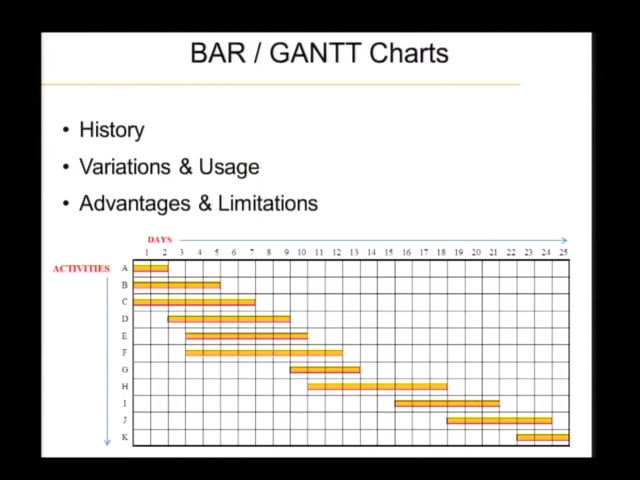 BAR / GANTT Charts
• History
• Variations & Usage
• Advantages & Limitations
DAYS
1 2 3 4 5 6 7 8 9 10 11 12 13 14 15 16 17 18 19 20 21 22 23 24 25
ACTIVITIES
A
B
C
D
E
F
G
H
I
J
K